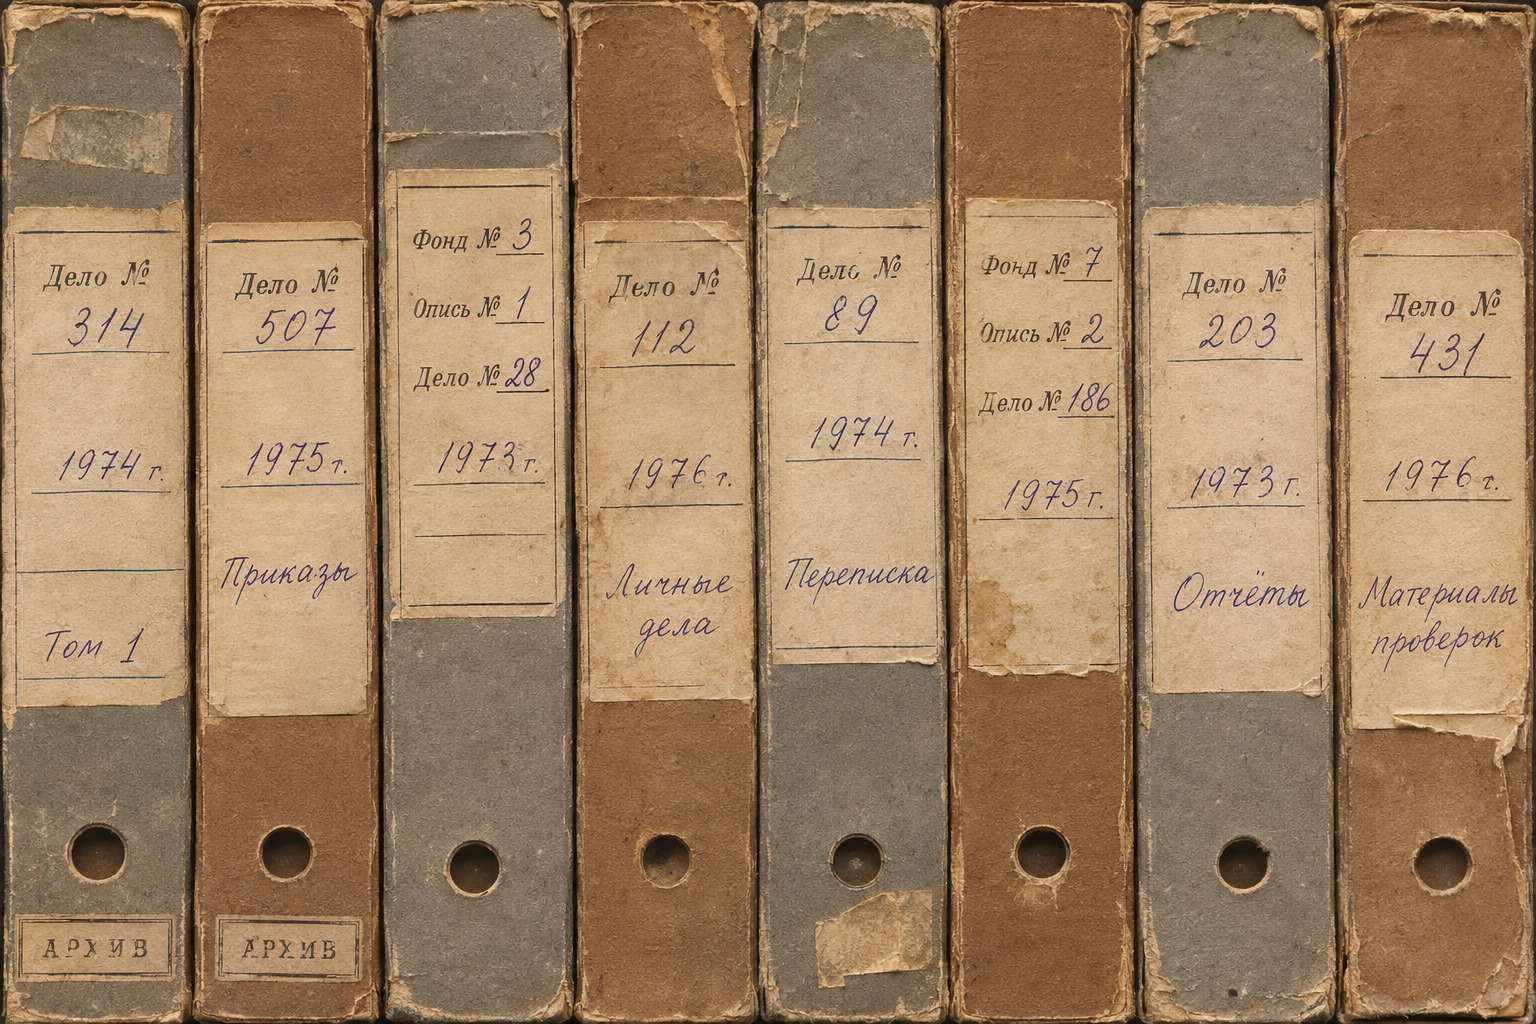 Дело №
314
1974 г.
Том 1
АРХИВ
Дело №
507
1975 г.
Приказы
АРХИВ
Фонд № 3
Опись № 1
Дело № 28
1973 г.
Дело №
112
1976 г.
Личные
дела
Дело №
89
1974 г.
Переписка
Фонд № 7
Опись № 2
Дело № 186
1975 г.
Дело №
203
1973 г.
Отчёты
Дело №
431
1976 г.
Материалы
проверок